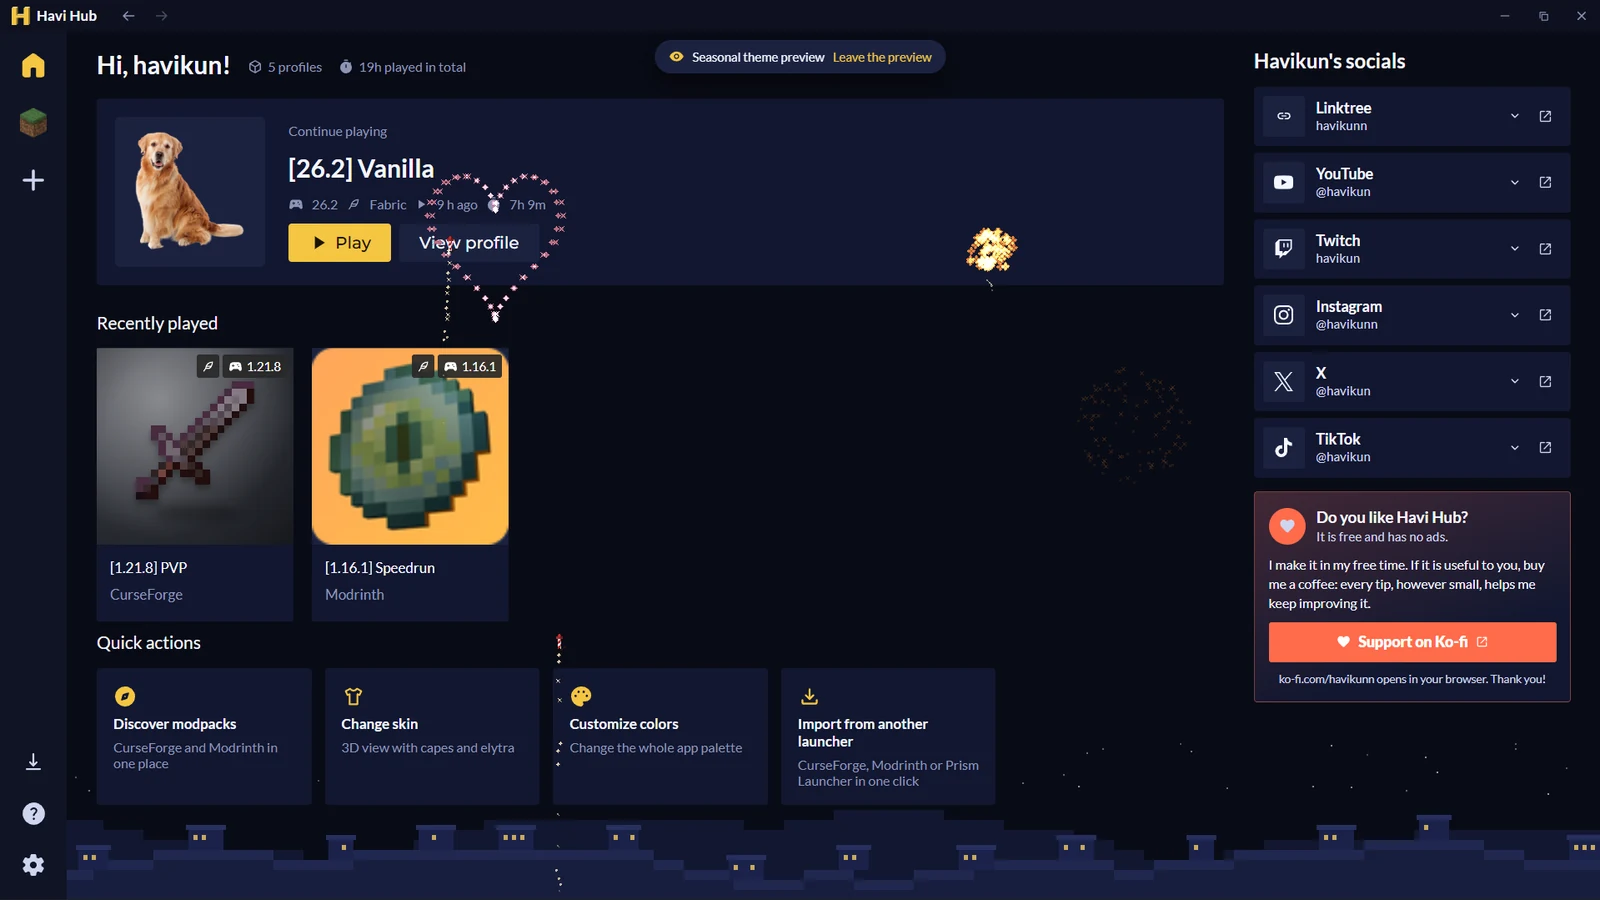 Havi Hub
Hi, havikun!
5 profiles
19h played in total
Seasonal theme preview Leave the preview
Continue playing
[26.2] Vanilla
26.2 Fabric 9 h ago 7h 9m
Play
View profile
Recently played
1.21.8
[1.21.8] PVP
CurseForge
1.16.1
[1.16.1] Speedrun
Modrinth
Quick actions
Discover modpacks
CurseForge and Modrinth in
one place
Change skin
3D view with capes and elytra
Customize colors
Change the whole app palette
Import from another
launcher
CurseForge, Modrinth or Prism
Launcher in one click
Havikun's socials
Linktree
havikunn
YouTube
@havikun
Twitch
havikun
Instagram
@havikunn
X
@havikun
TikTok
@havikun
Do you like Havi Hub?
It is free and has no ads.
I make it in my free time. If it is useful to you, buy
me a coffee: every tip, however small, helps me
keep improving it.
Support on Ko-fi
ko-fi.com/havikunn opens in your browser. Thank you!